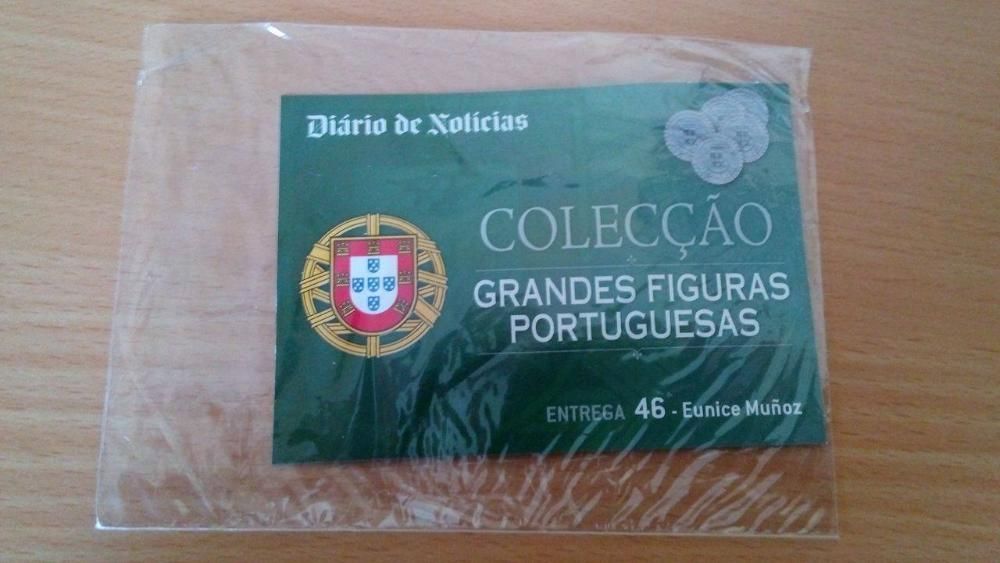 Diário de Notícias
COLECÇÃO
GRANDES FIGURAS
PORTUGUESAS
ENTREGA 46 - Eunice Muñoz